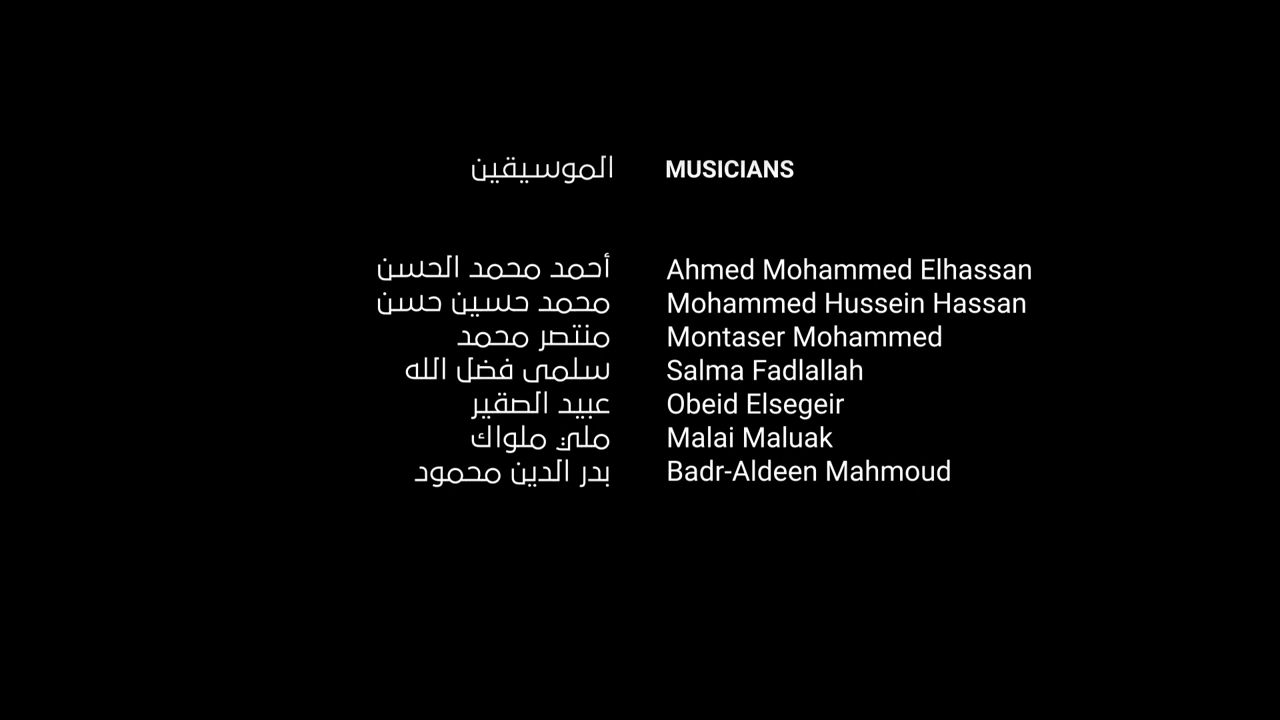 الموسيقين MUSICIANS
أحمد محمد الحسن Ahmed Mohammed Elhassan
محمد حسين حسن Mohammed Hussein Hassan
منتصر محمد Montaser Mohammed
سلمى فضل الله Salma Fadlallah
عبيد الصقير Obeid Elsegeir
ملي ملواك Malai Maluak
بدر الدين محمود Badr-Aldeen Mahmoud